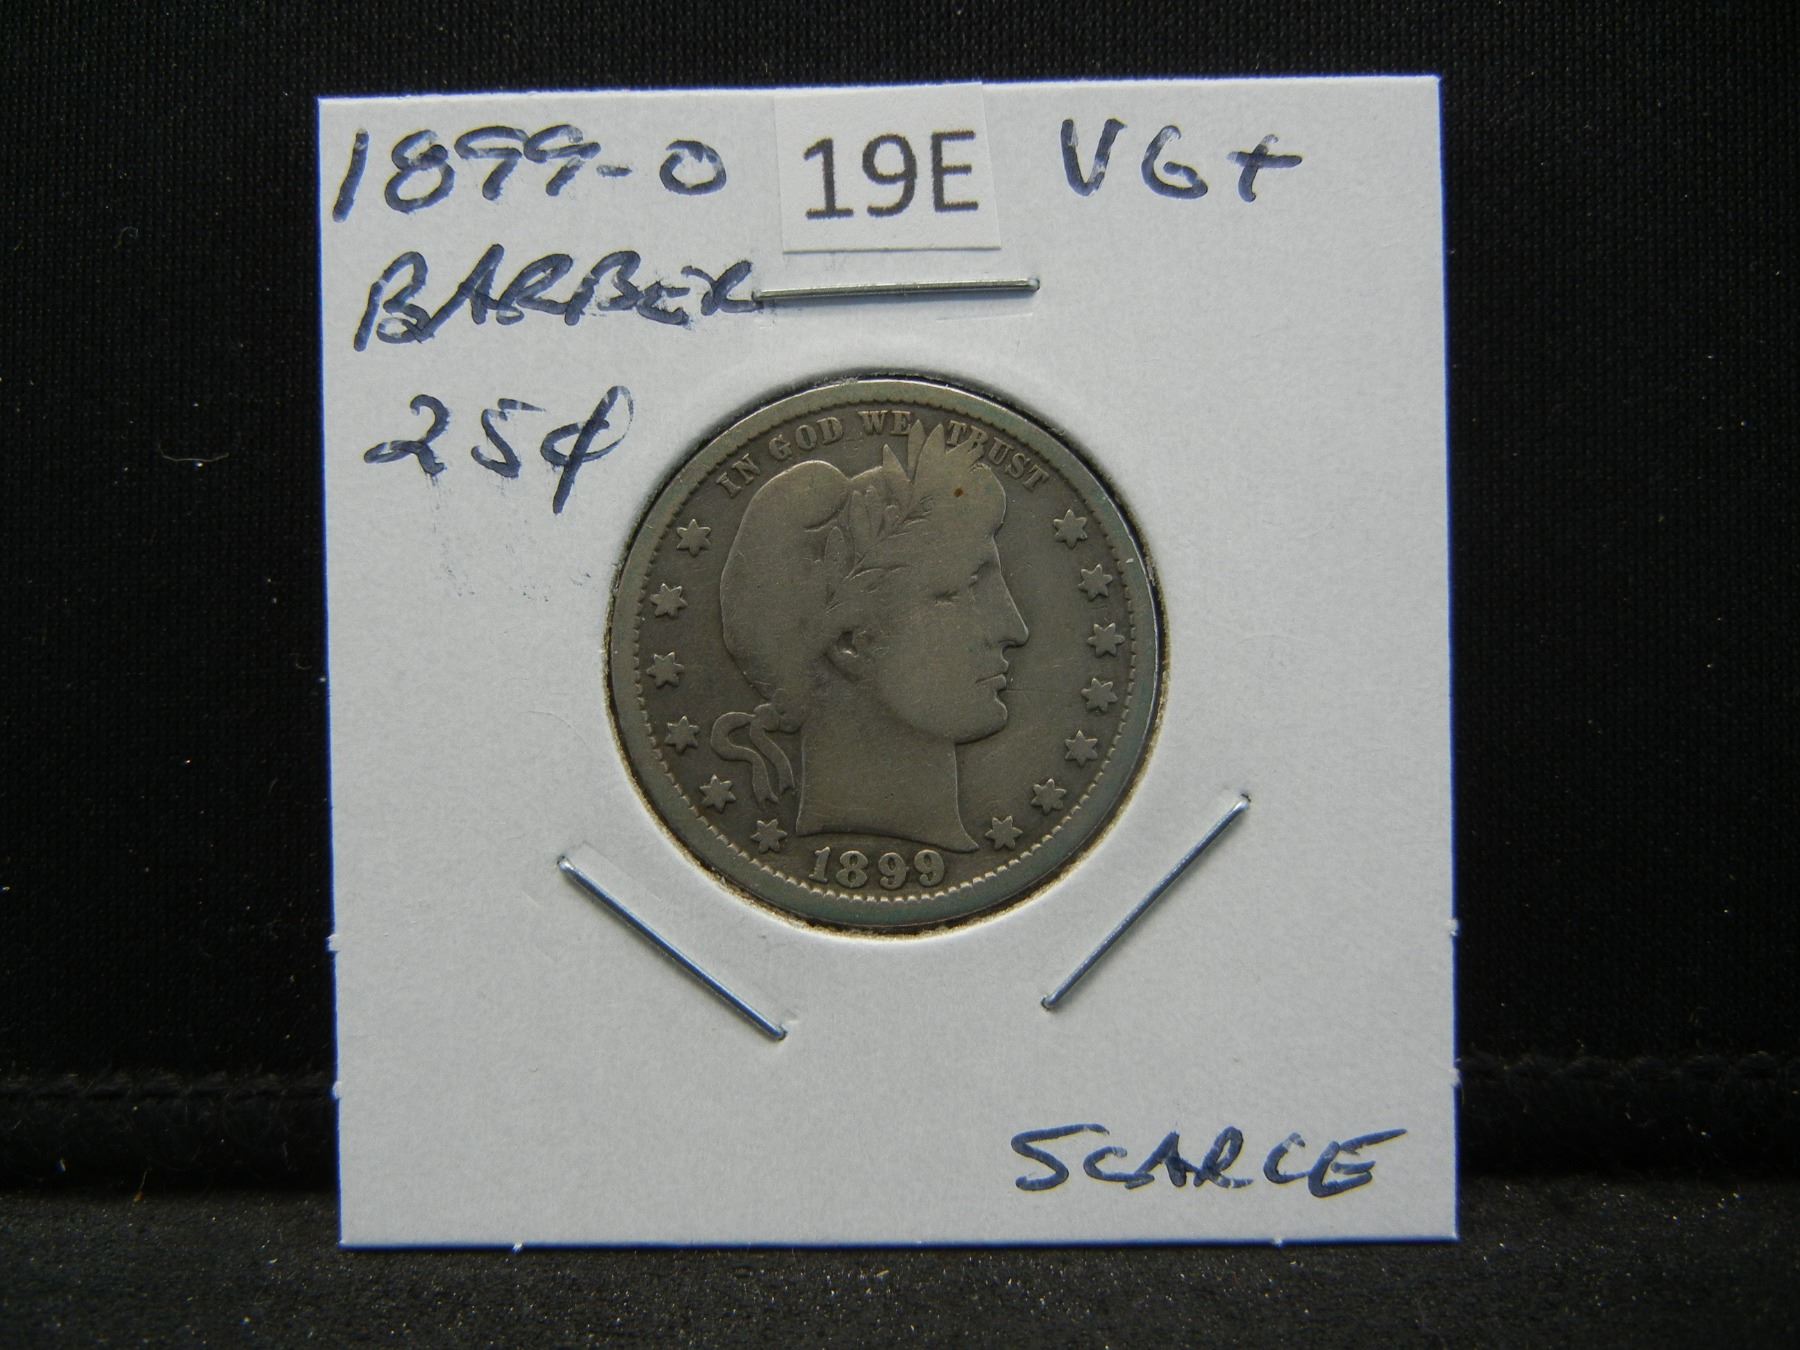 1899-O 19E VG+
BARBER
25¢
IN GOD WE TRUST
1899
SCARCE